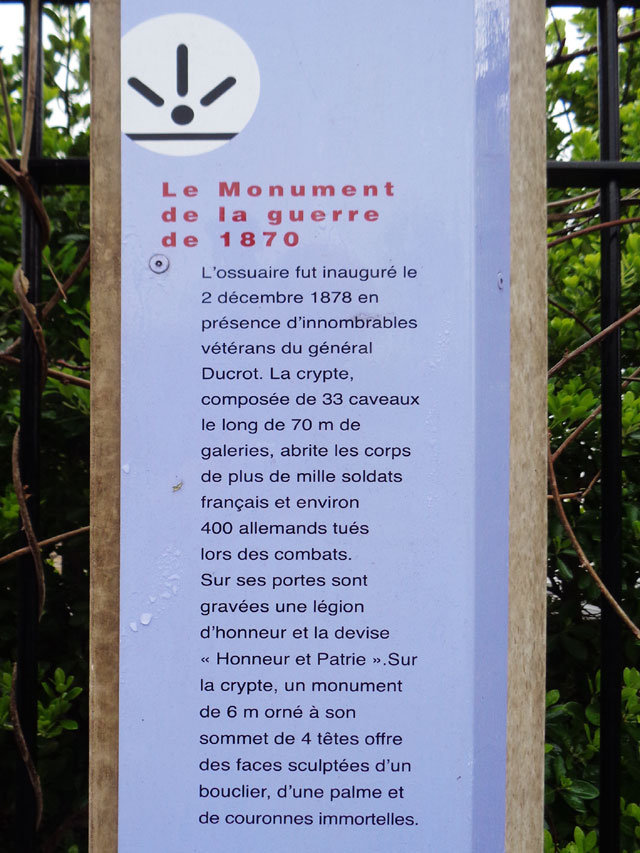 Le Monument
de la guerre
de 1870
L'ossuaire fut inauguré le
2 décembre 1878 en
présence d'innombrables
vétérans du général
Ducrot. La crypte,
composée de 33 caveaux
le long de 70 m de
galeries, abrite les corps
de plus de mille soldats
français et environ
400 allemands tués
lors des combats.
Sur ses portes sont
gravées une légion
d'honneur et la devise
« Honneur et Patrie ».Sur
la crypte, un monument
de 6 m orné à son
sommet de 4 têtes offre
des faces sculptées d'un
bouclier, d'une palme et
de couronnes immortelles.